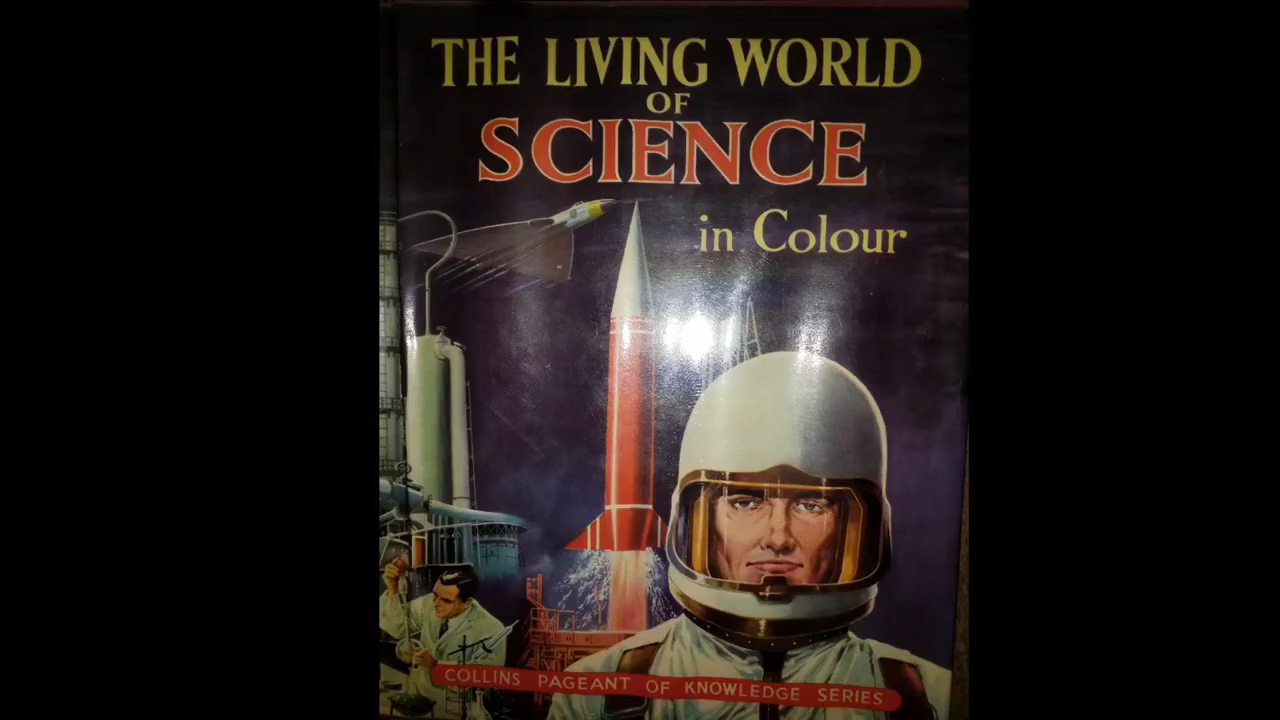 THE LIVING WORLD
OF
SCIENCE
in Colour
COLLINS PAGEANT OF KNOWLEDGE SERIES